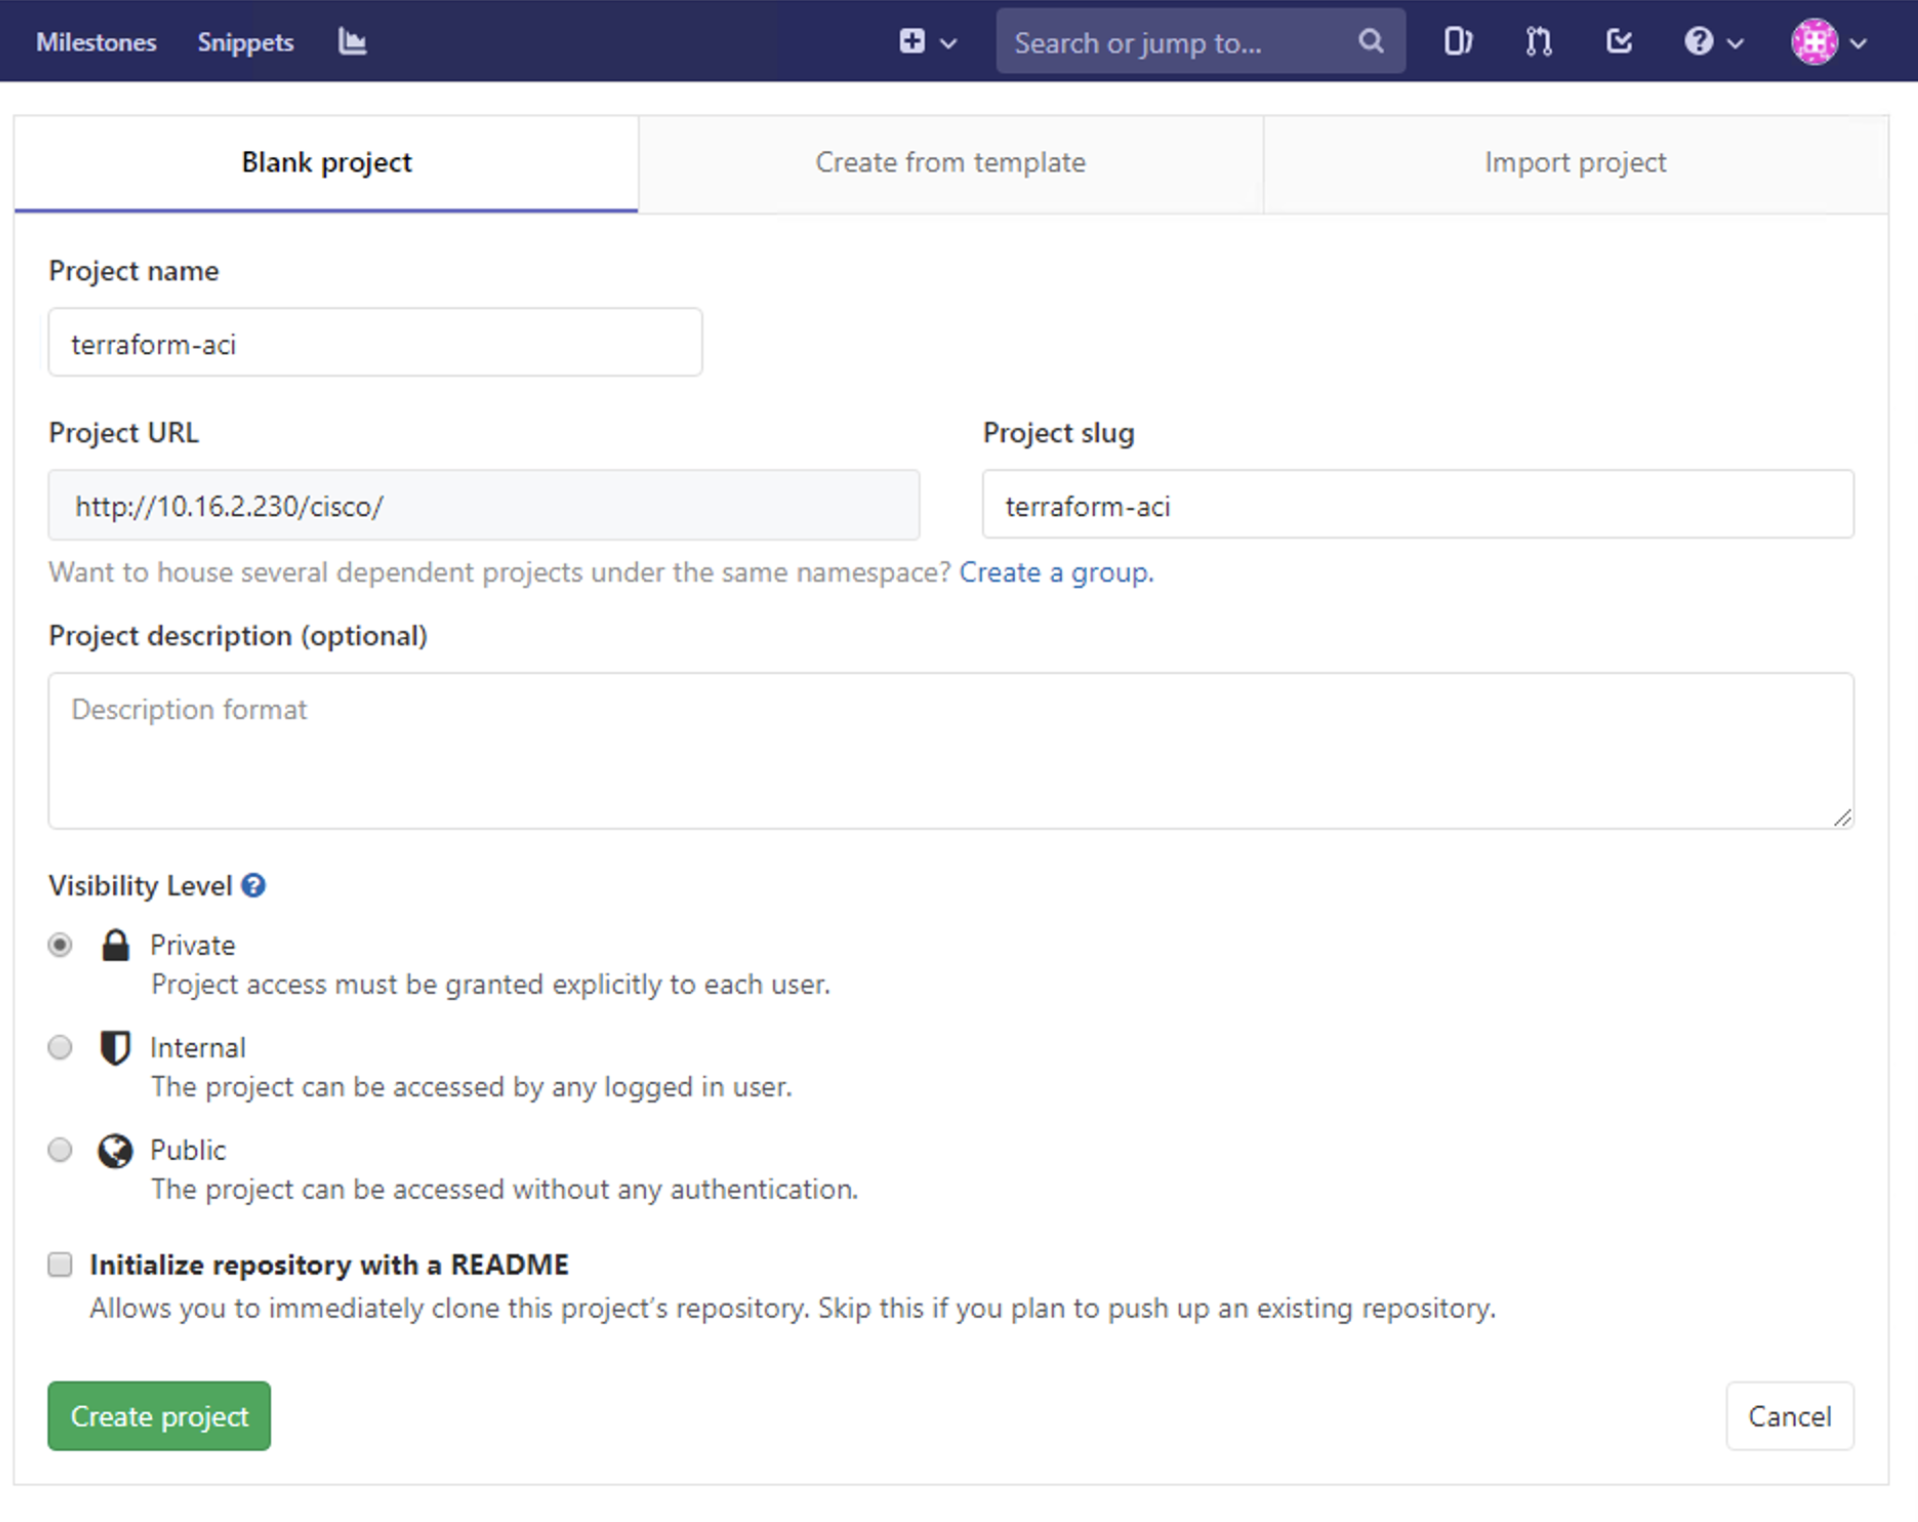 Milestones Snippets Search or jump to...
Blank project Create from template Import project
Project name
terraform-aci
Project URL Project slug
http://10.16.2.230/cisco/ terraform-aci
Want to house several dependent projects under the same namespace? Create a group.
Project description (optional)
Description format
Visibility Level
Private
Project access must be granted explicitly to each user.
Internal
The project can be accessed by any logged in user.
Public
The project can be accessed without any authentication.
Initialize repository with a README
Allows you to immediately clone this project's repository. Skip this if you plan to push up an existing repository.
Create project Cancel